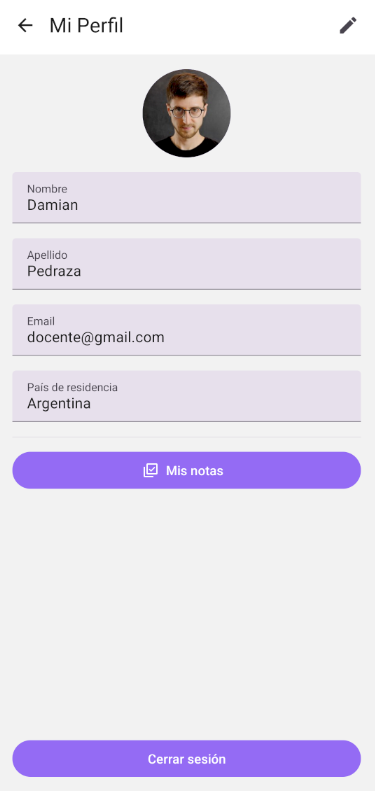 Mi Perfil
Nombre
Damian
Apellido
Pedraza
Email
docente@gmail.com
País de residencia
Argentina
Mis notas
Cerrar sesión